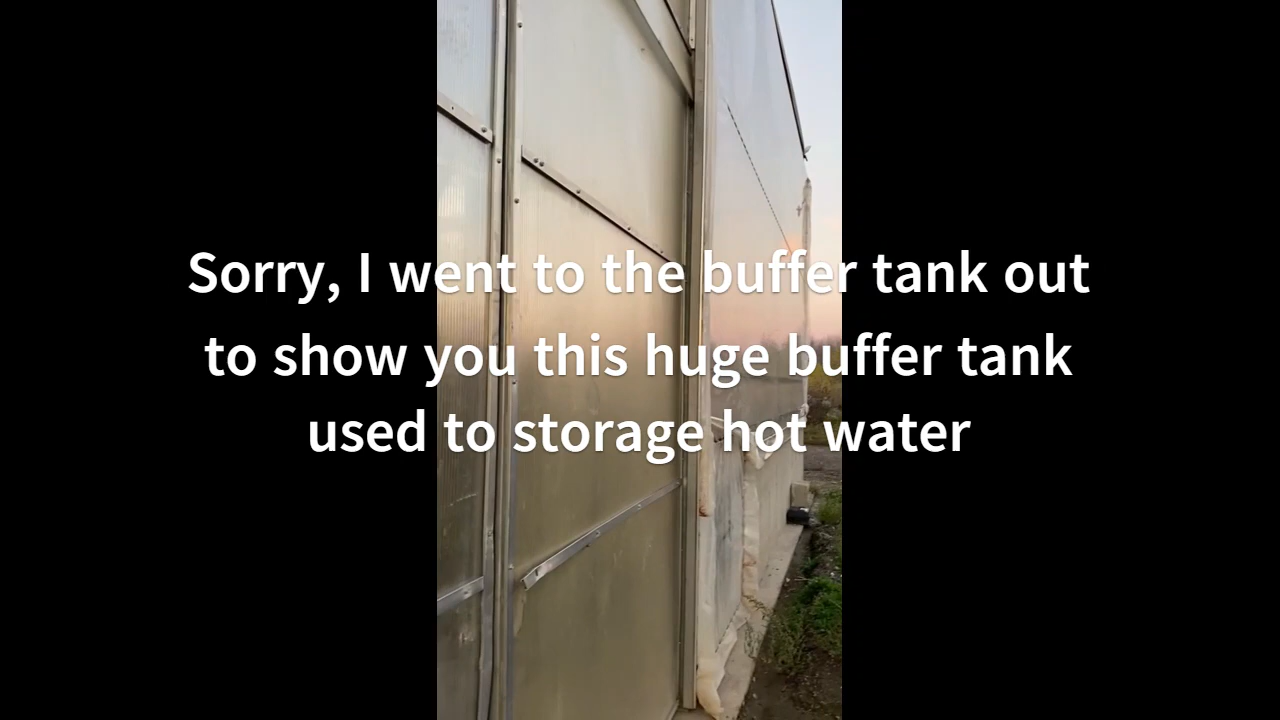 Sorry, I went to the buffer tank out
to show you this huge buffer tank
used to storage hot water